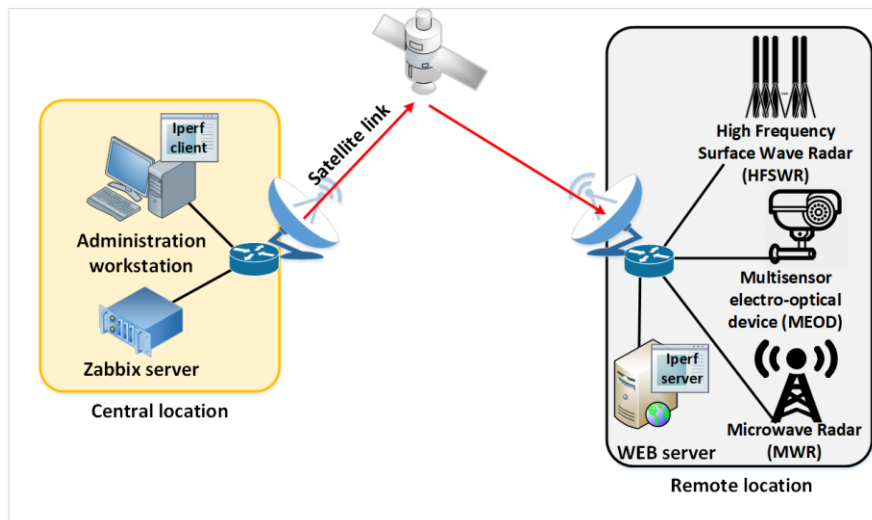 Iperf
client
Administration
workstation
Zabbix server
Central location
Satellite link
High Frequency
Surface Wave Radar
(HFSWR)
Multisensor
electro-optical
device (MEOD)
Iperf
server
WEB server
Microwave Radar
(MWR)
Remote location